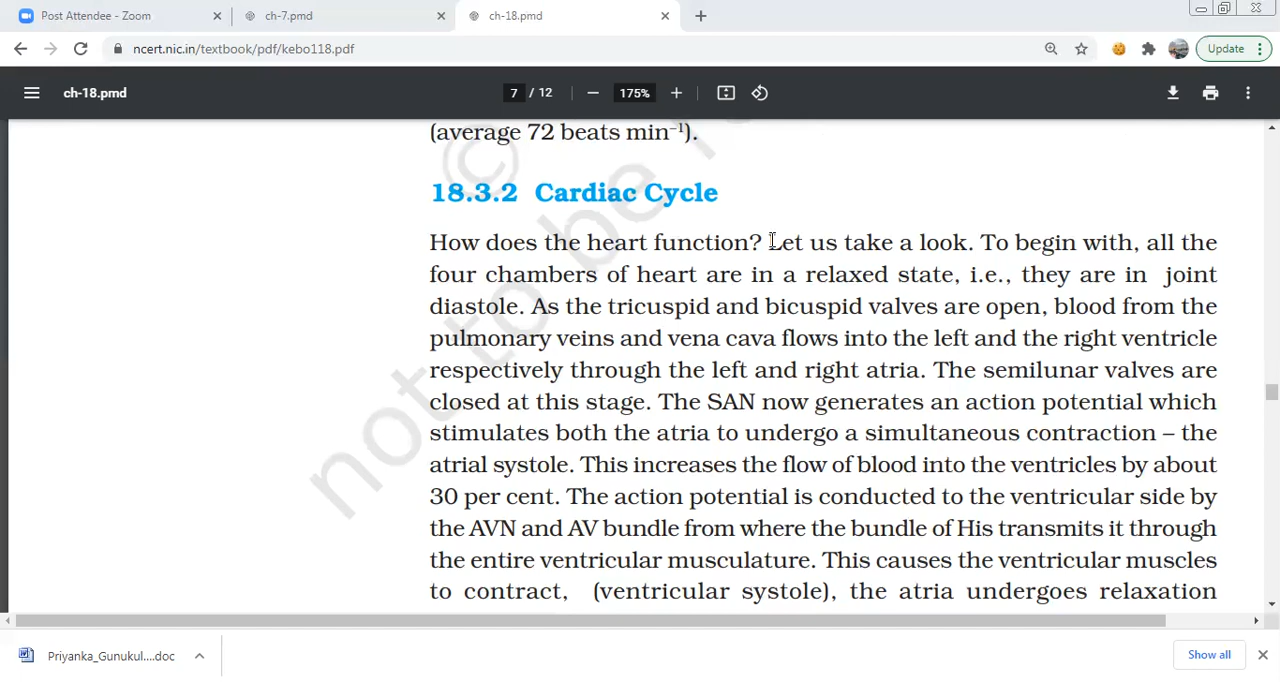 Post Attendee - Zoom
ch-7.pmd
ch-18.pmd
ncert.nic.in/textbook/pdf/kebo118.pdf
Update
ch-18.pmd
7 / 12
175%
(average 72 beats min⁻¹).
18.3.2 Cardiac Cycle
How does the heart function? Let us take a look. To begin with, all the
four chambers of heart are in a relaxed state, i.e., they are in joint
diastole. As the tricuspid and bicuspid valves are open, blood from the
pulmonary veins and vena cava flows into the left and the right ventricle
respectively through the left and right atria. The semilunar valves are
closed at this stage. The SAN now generates an action potential which
stimulates both the atria to undergo a simultaneous contraction – the
atrial systole. This increases the flow of blood into the ventricles by about
30 per cent. The action potential is conducted to the ventricular side by
the AVN and AV bundle from where the bundle of His transmits it through
the entire ventricular musculature. This causes the ventricular muscles
to contract, (ventricular systole), the atria undergoes relaxation
©
not to be r
Priyanka_Gunukul....doc
Show all